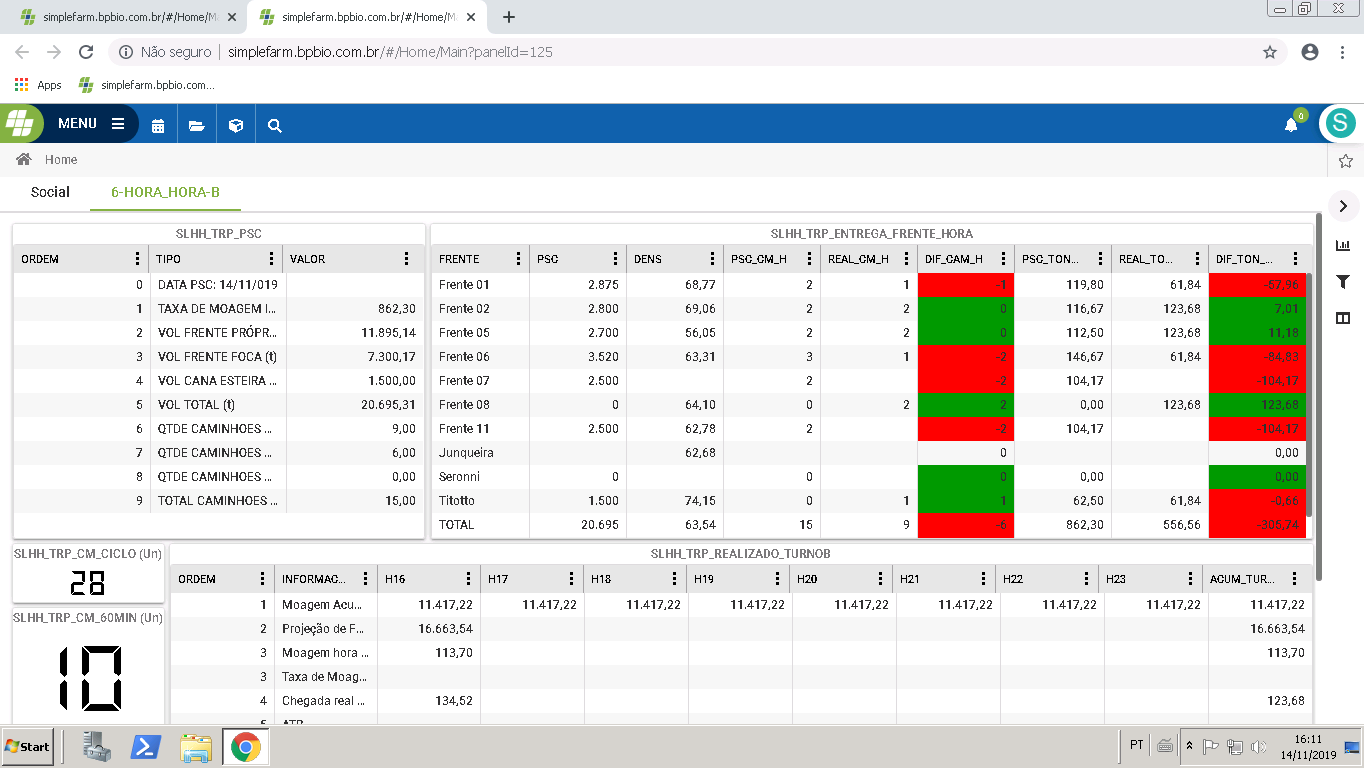 simplefarm.bpbio.com.br/#/Home/M
simplefarm.bpbio.com.br/#/Home/M
Não seguro simplefarm.bpbio.com.br/#/Home/Main?panelId=125
Apps simplefarm.bpbio.com.br...
MENU 0 S
Home
Social 6-HORA_HORA-B
SLHH_TRP_PSC
ORDEM TIPO VALOR
0 DATA PSC: 14/11/019
1 TAXA DE MOAGEM I... 862,30
2 VOL FRENTE PRÓPR... 11.895,14
3 VOL FRENTE FOCA (t) 7.300,17
4 VOL CANA ESTEIRA ... 1.500,00
5 VOL TOTAL (t) 20.695,31
6 QTDE CAMINHOES ... 9,00
7 QTDE CAMINHOES ... 6,00
8 QTDE CAMINHOES ... 0,00
9 TOTAL CAMINHOES ... 15,00
SLHH_TRP_ENTREGA_FRENTE_HORA
FRENTE PSC DENS PSC_CM_H REAL_CM_H DIF_CAM_H PSC_TON... REAL_TO... DIF_TON_...
Frente 01 2.875 68,77 2 1 -1 119,80 61,84 -57,96
Frente 02 2.800 69,06 2 2 0 116,67 123,68 7,01
Frente 05 2.700 56,05 2 2 0 112,50 123,68 11,18
Frente 06 3.520 63,31 3 1 -2 146,67 61,84 -84,83
Frente 07 2.500 2 -2 104,17 -104,17
Frente 08 0 64,10 0 2 2 0,00 123,68 123,68
Frente 11 2.500 62,78 2 -2 104,17 -104,17
Junqueira 62,68 0 0,00
Seronni 0 0 0 0,00 0,00
Titotto 1.500 74,15 0 1 1 62,50 61,84 -0,66
TOTAL 20.695 63,54 15 9 -6 862,30 556,56 -306,74
SLHH_TRP_CM_CICLO (Un)
28
SLHH_TRP_CM_60MIN (Un)
10
SLHH_TRP_REALIZADO_TURNOB
ORDEM INFORMAC... H16 H17 H18 H19 H20 H21 H22 H23 ACUM_TUR...
1 Moagem Acu... 11.417,22 11.417,22 11.417,22 11.417,22 11.417,22 11.417,22 11.417,22 11.417,22 11.417,22
2 Projeção de F... 16.663,54 16.663,54
3 Moagem hora ... 113,70 113,70
3 Taxa de Moag...
4 Chegada real ... 134,52 123,68
5 ATR
Start PT 16:11
14/11/2019